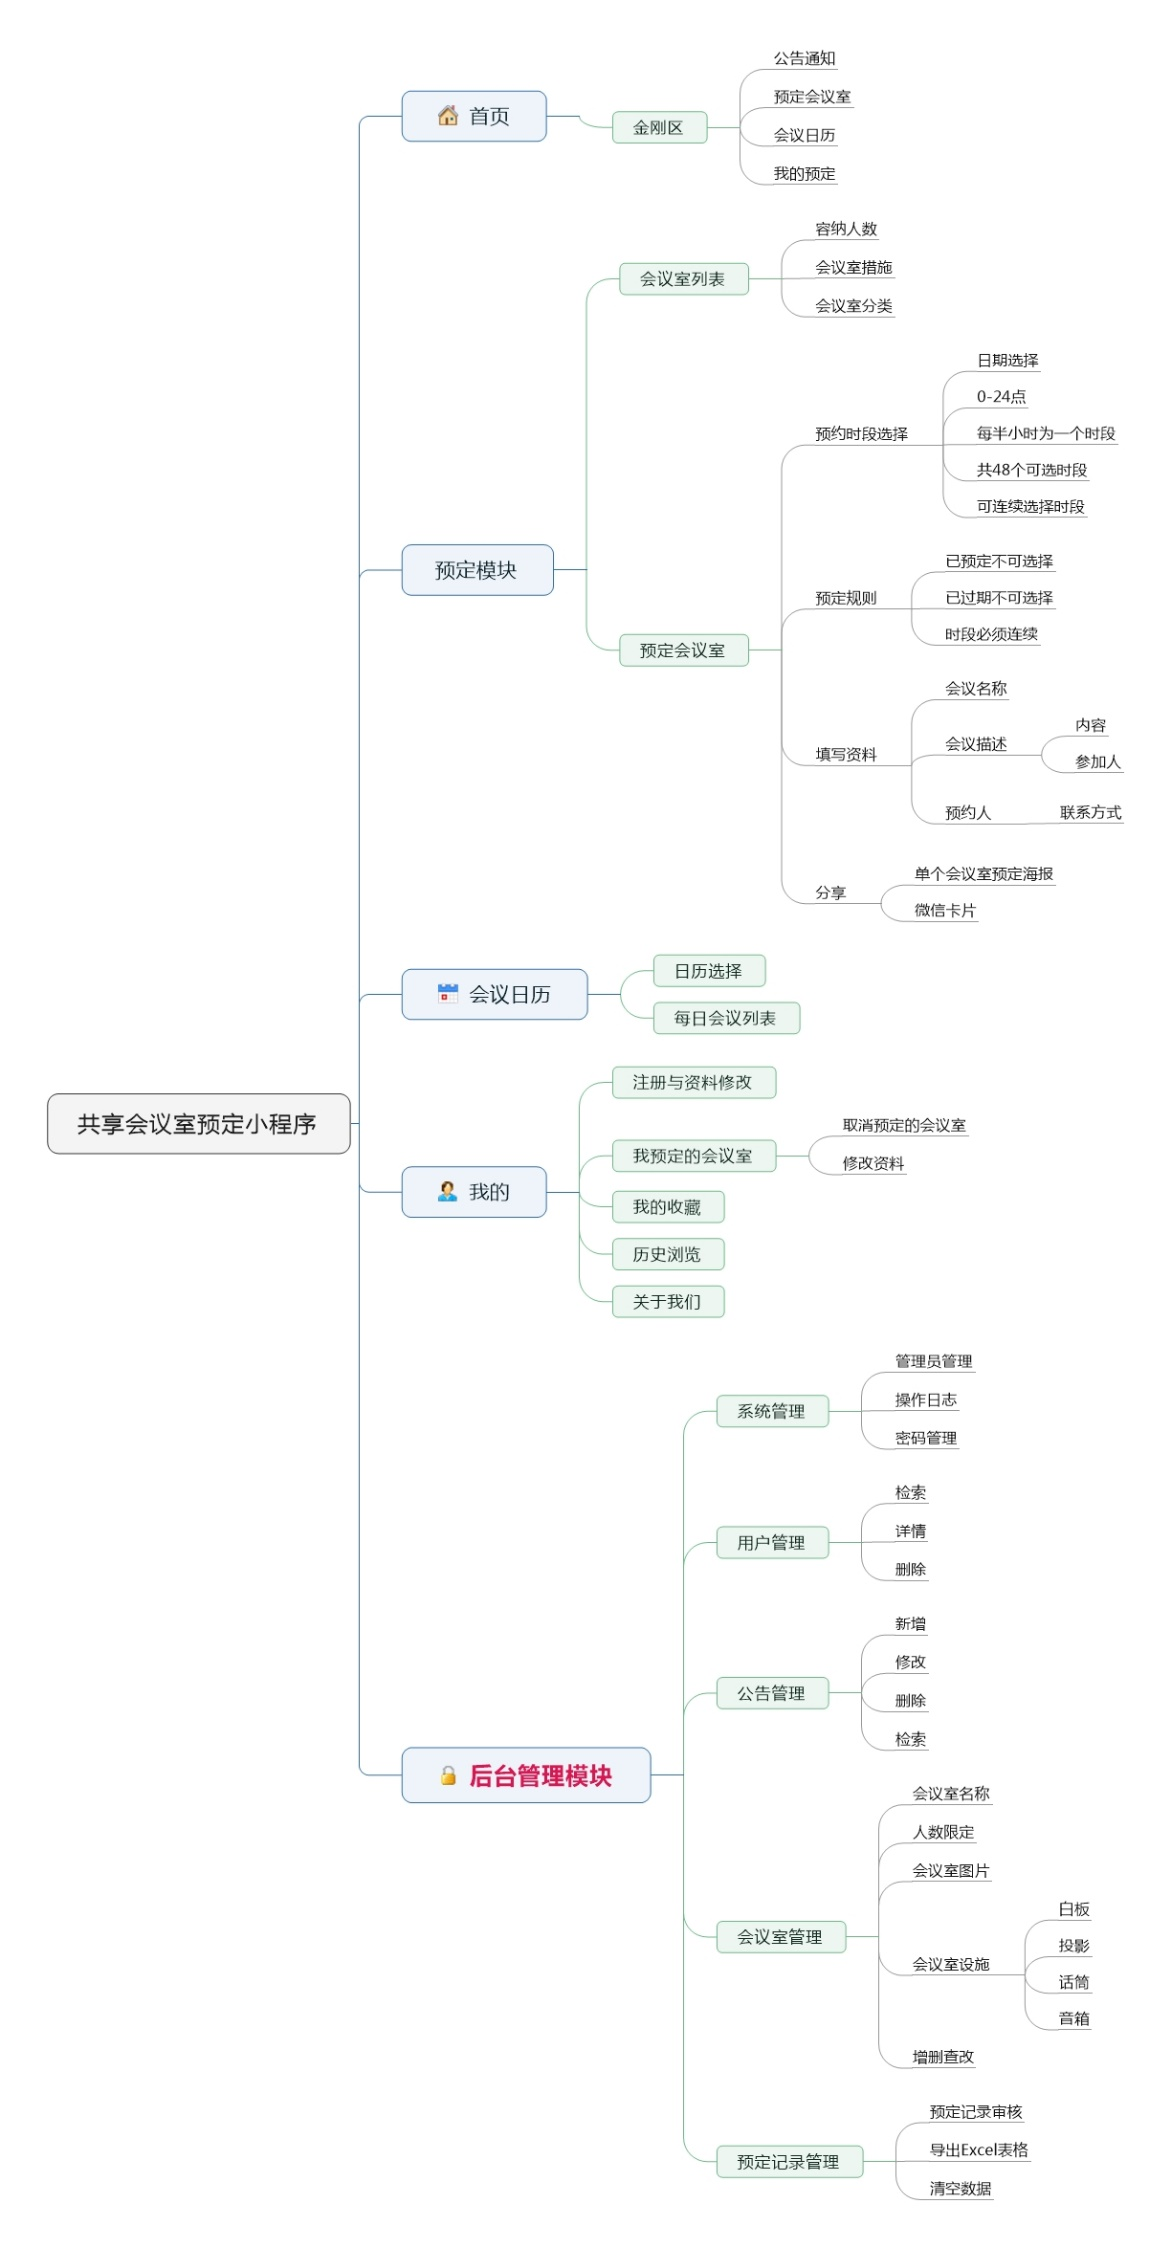 共享会议室预定小程序
首页
金刚区
公告通知
预定会议室
会议日历
我的预定
预定模块
会议室列表
容纳人数
会议室措施
会议室分类
预定会议室
预约时段选择
日期选择
0-24点
每半小时为一个时段
共48个可选时段
可连续选择时段
预定规则
已预定不可选择
已过期不可选择
时段必须连续
填写资料
会议名称
会议描述
内容
参加人
预约人
联系方式
分享
单个会议室预定海报
微信卡片
会议日历
日历选择
每日会议列表
我的
注册与资料修改
我预定的会议室
取消预定的会议室
修改资料
我的收藏
历史浏览
关于我们
后台管理模块
系统管理
管理员管理
操作日志
密码管理
用户管理
检索
详情
删除
公告管理
新增
修改
删除
检索
会议室管理
会议室名称
人数限定
会议室图片
会议室设施
白板
投影
话筒
音箱
增删查改
预定记录管理
预定记录审核
导出Excel表格
清空数据